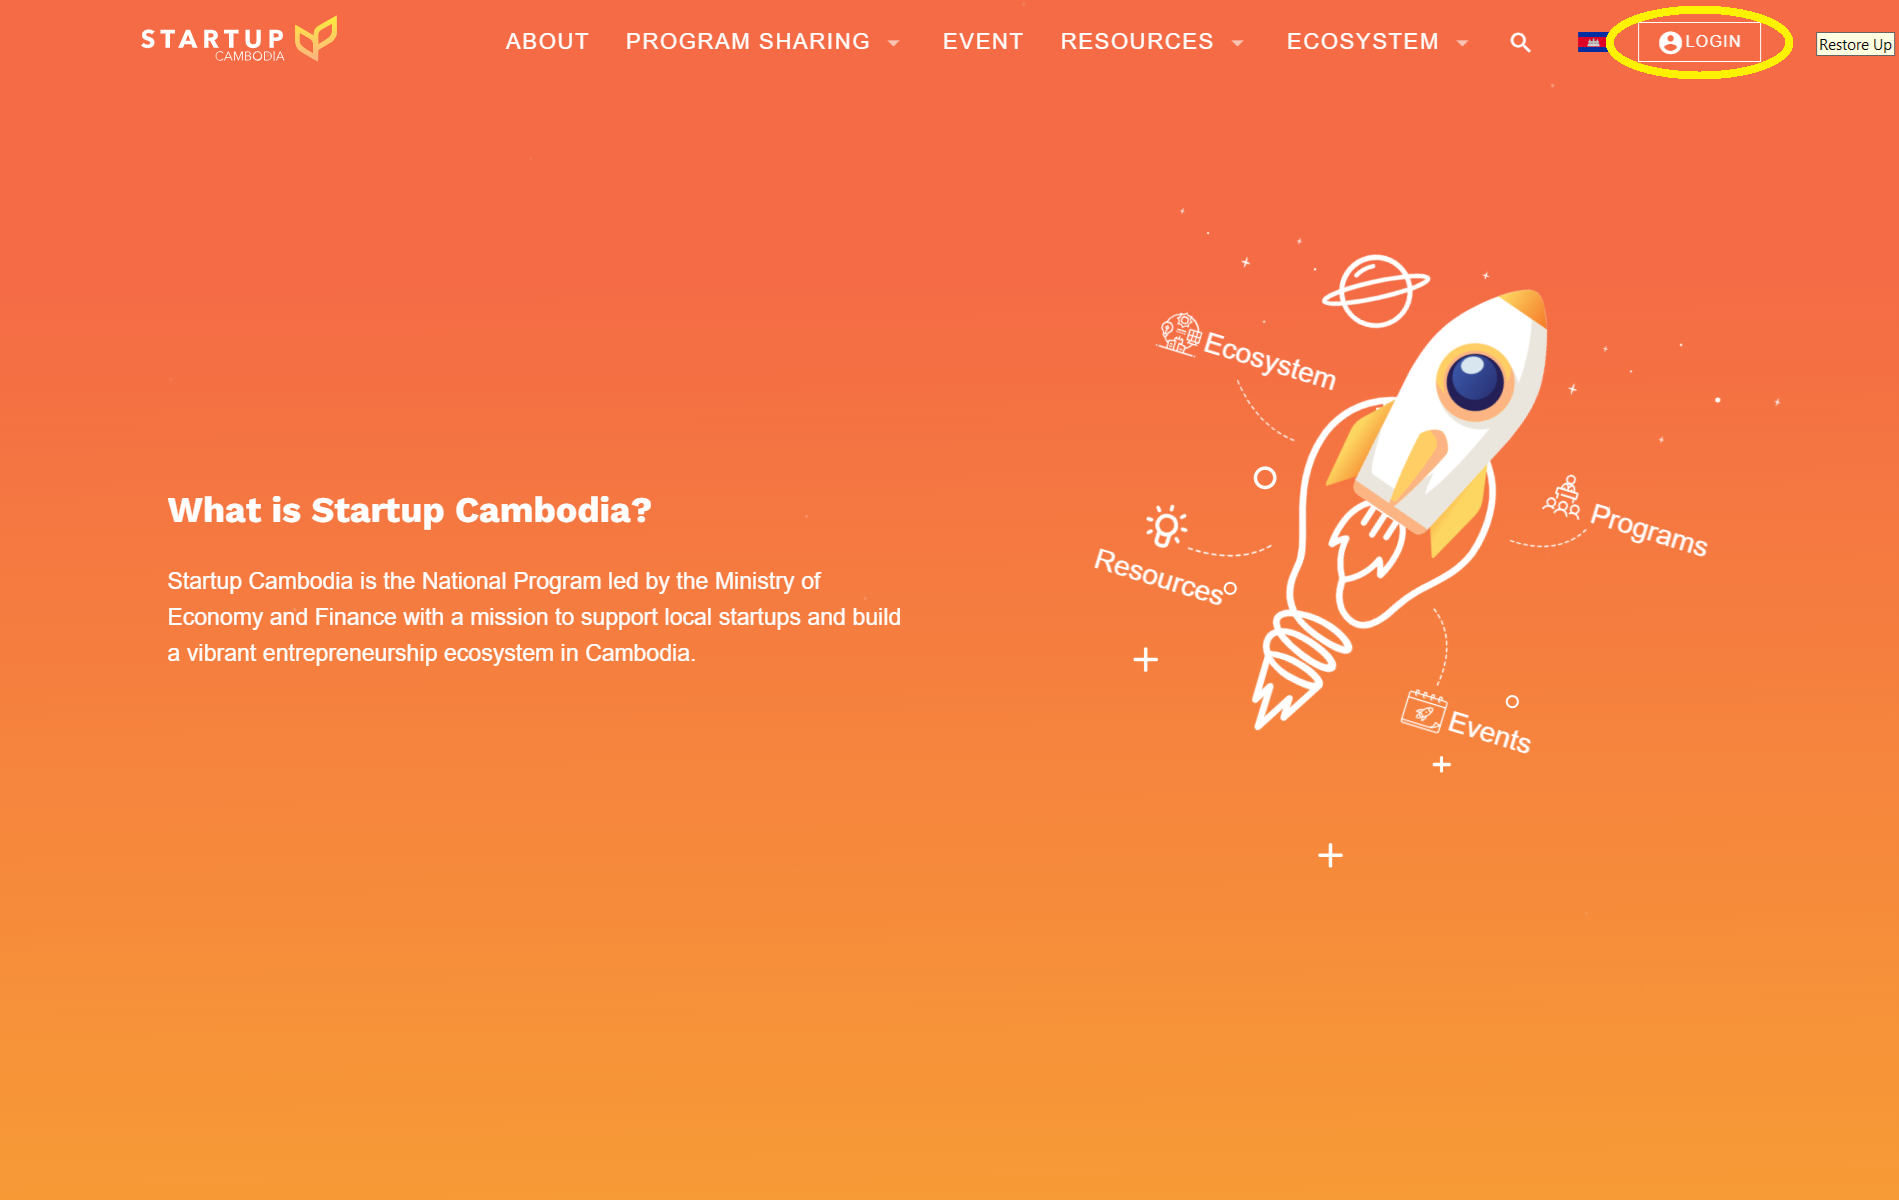 STARTUP
CAMBODIA
ABOUT
PROGRAM SHARING
EVENT
RESOURCES
ECOSYSTEM
LOGIN
Restore Up
Ecosystem
What is Startup Cambodia?
Startup Cambodia is the National Program led by the Ministry of
Economy and Finance with a mission to support local startups and build
a vibrant entrepreneurship ecosystem in Cambodia.
Programs
Resources
Events